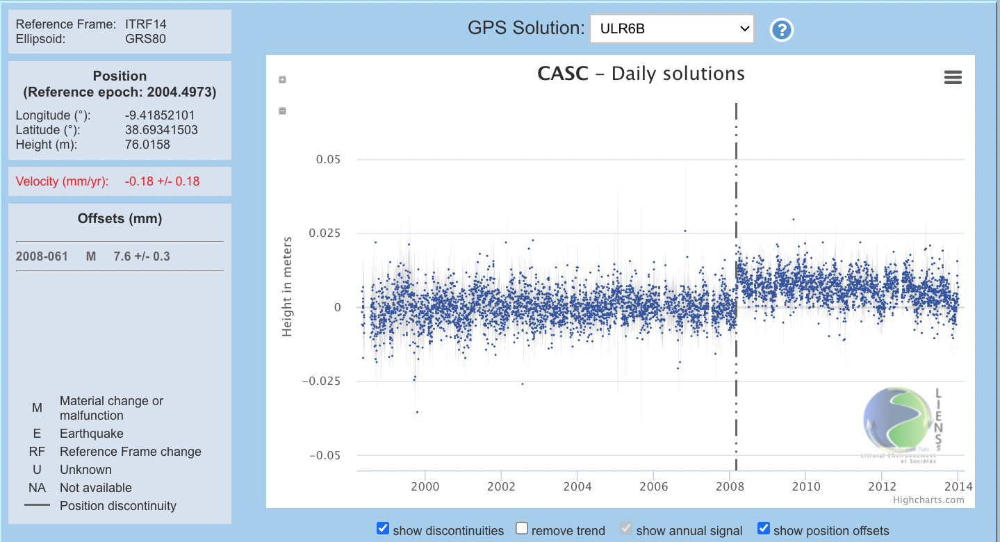 Reference Frame: ITRF14
Ellipsoid: GRS80
Position
(Reference epoch: 2004.4973)
Longitude (°): -9.41852101
Latitude (°): 38.69341503
Height (m): 76.0158
Velocity (mm/yr): -0.18 +/- 0.18
Offsets (mm)
2008-061 M 7.6 +/- 0.3
M Material change or
malfunction
E Earthquake
RF Reference Frame change
U Unknown
NA Not available
Position discontinuity
GPS Solution: ULR6B ?
CASC – Daily solutions
Height in meters
0.05
0.025
0
−0.025
−0.05
2000 2002 2004 2006 2008 2010 2012 2014
LIENSs
Littoral Environnement
et Sociétés
Highcharts.com
show discontinuities remove trend show annual signal show position offsets